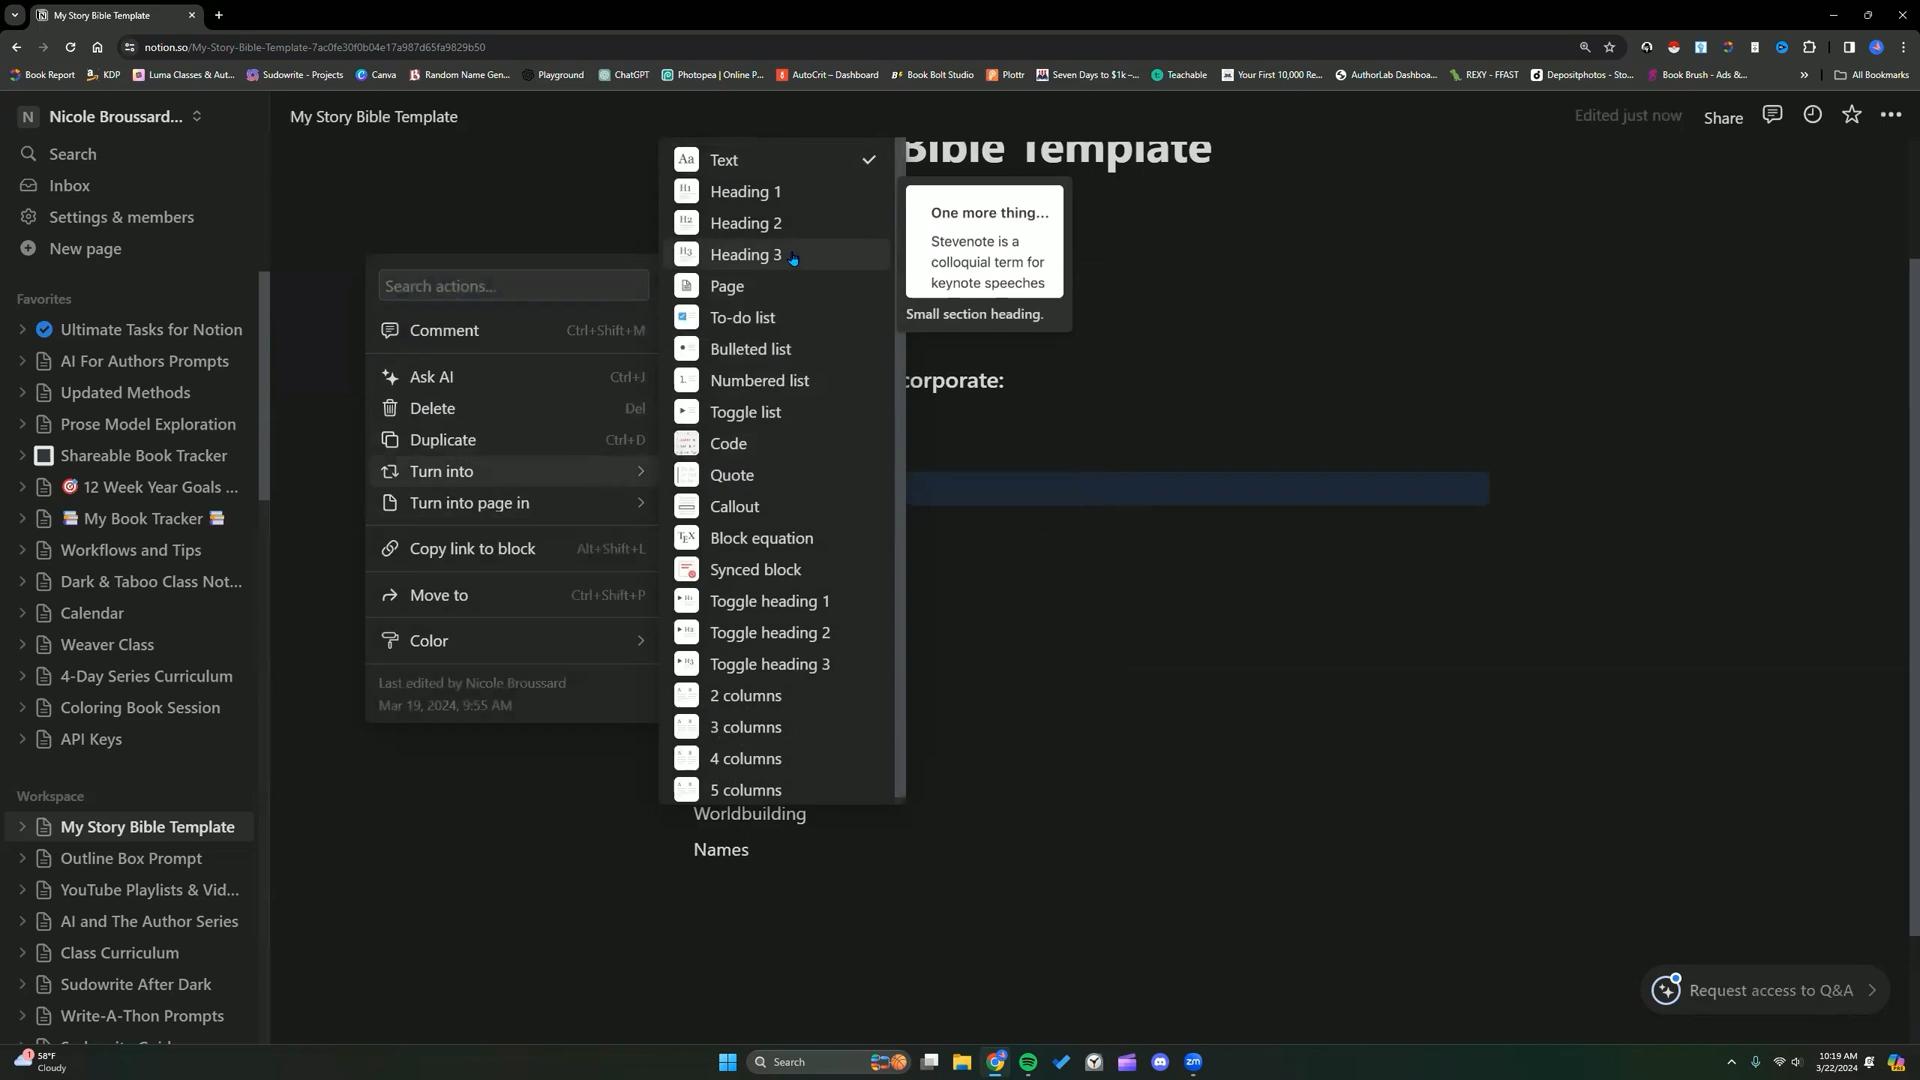 My Story Bible Template
notion.so/My-Story-Bible-Template-7ac0fe30f0b04e17a987d65fa9829b50
Book Report
KDP
Luma Classes & Aut...
Sudowrite - Projects
Canva
Random Name Gen...
Playground
ChatGPT
Photopea | Online P...
AutoCrit – Dashboard
Book Bolt Studio
Plottr
Seven Days to $1k –...
Teachable
Your First 10,000 Re...
AuthorLab Dashboa...
REXY - FFAST
Depositphotos - Sto...
Book Brush - Ads &...
All Bookmarks
N Nicole Broussard...
Search
Inbox
Settings & members
New page
Favorites
Ultimate Tasks for Notion
AI For Authors Prompts
Updated Methods
Prose Model Exploration
Shareable Book Tracker
12 Week Year Goals ...
My Book Tracker
Workflows and Tips
Dark & Taboo Class Not...
Calendar
Weaver Class
4-Day Series Curriculum
Coloring Book Session
API Keys
Workspace
My Story Bible Template
Outline Box Prompt
YouTube Playlists & Vid...
AI and The Author Series
Class Curriculum
Sudowrite After Dark
Write-A-Thon Prompts
My Story Bible Template
Edited just now
Share
Bible Template
Search actions...
Comment Ctrl+Shift+M
Ask AI Ctrl+J
Delete Del
Duplicate Ctrl+D
Turn into
Turn into page in
Copy link to block Alt+Shift+L
Move to Ctrl+Shift+P
Color
Last edited by Nicole Broussard
Mar 19, 2024, 9:55 AM
Aa Text
H1 Heading 1
H2 Heading 2
H3 Heading 3
Page
To-do list
Bulleted list
1. Numbered list
Toggle list
Code
Quote
Callout
TEX Block equation
Synced block
H1 Toggle heading 1
H2 Toggle heading 2
H3 Toggle heading 3
2 columns
3 columns
4 columns
5 columns
One more thing...
Stevenote is a
colloquial term for
keynote speeches
Small section heading.
corporate:
Worldbuilding
Names
Request access to Q&A
1
58°F
Cloudy
Search
zm
10:19 AM
3/22/2024